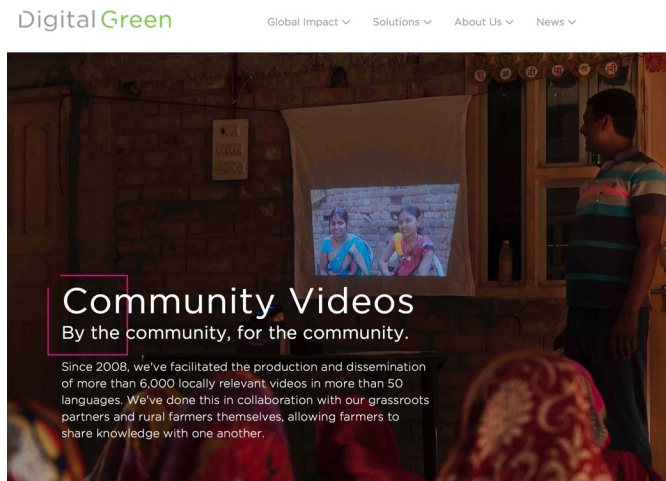 Digital Green
Global Impact
Solutions
About Us
News
Community Videos
By the community, for the community.
Since 2008, we've facilitated the production and dissemination
of more than 6,000 locally relevant videos in more than 50
languages. We've done this in collaboration with our grassroots
partners and rural farmers themselves, allowing farmers to
share knowledge with one another.